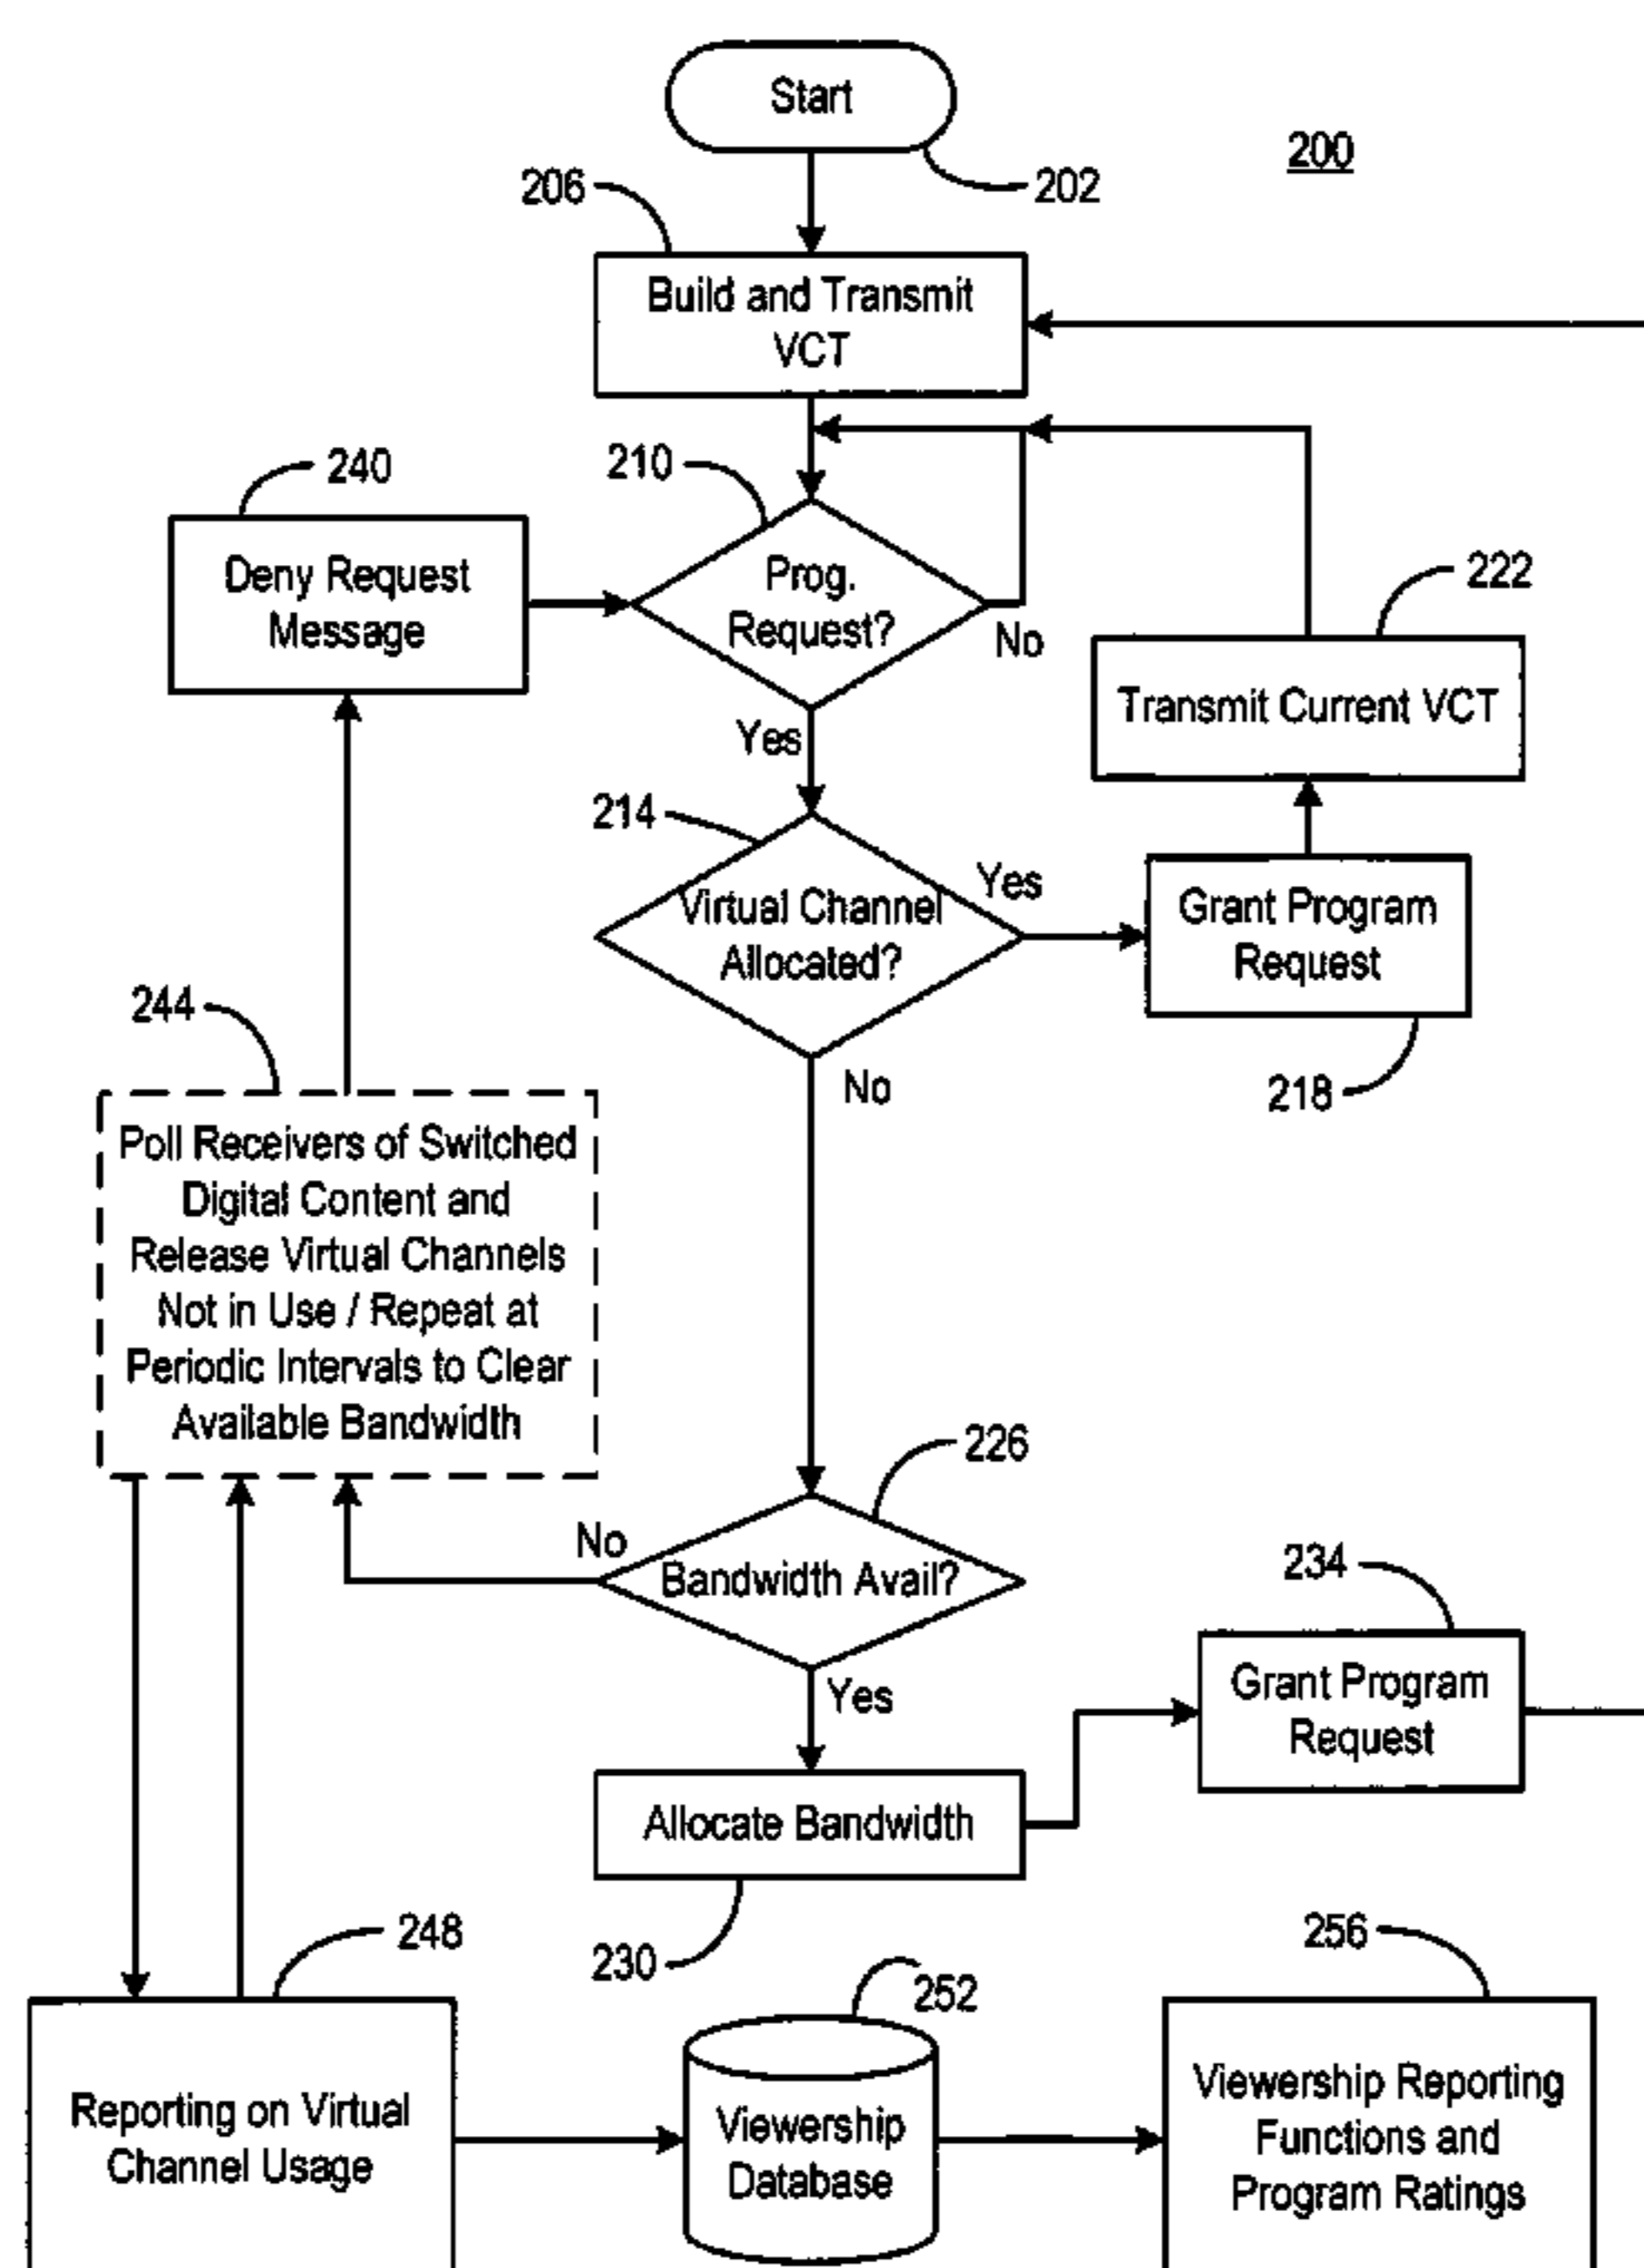 Start
200
202
206
Build and Transmit
VCT
240
210
Deny Request
Message
Prog.
Request?
No
222
Transmit Current VCT
Yes
214
Virtual Channel
Allocated?
Yes
Grant Program
Request
218
No
244
Poll Receivers of Switched
Digital Content and
Release Virtual Channels
Not in Use / Repeat at
Periodic Intervals to Clear
Available Bandwidth
226
No
Bandwidth Avail?
234
Grant Program
Request
Yes
Allocate Bandwidth
230
248
252
256
Reporting on Virtual
Channel Usage
Viewership
Database
Viewership Reporting
Functions and
Program Ratings